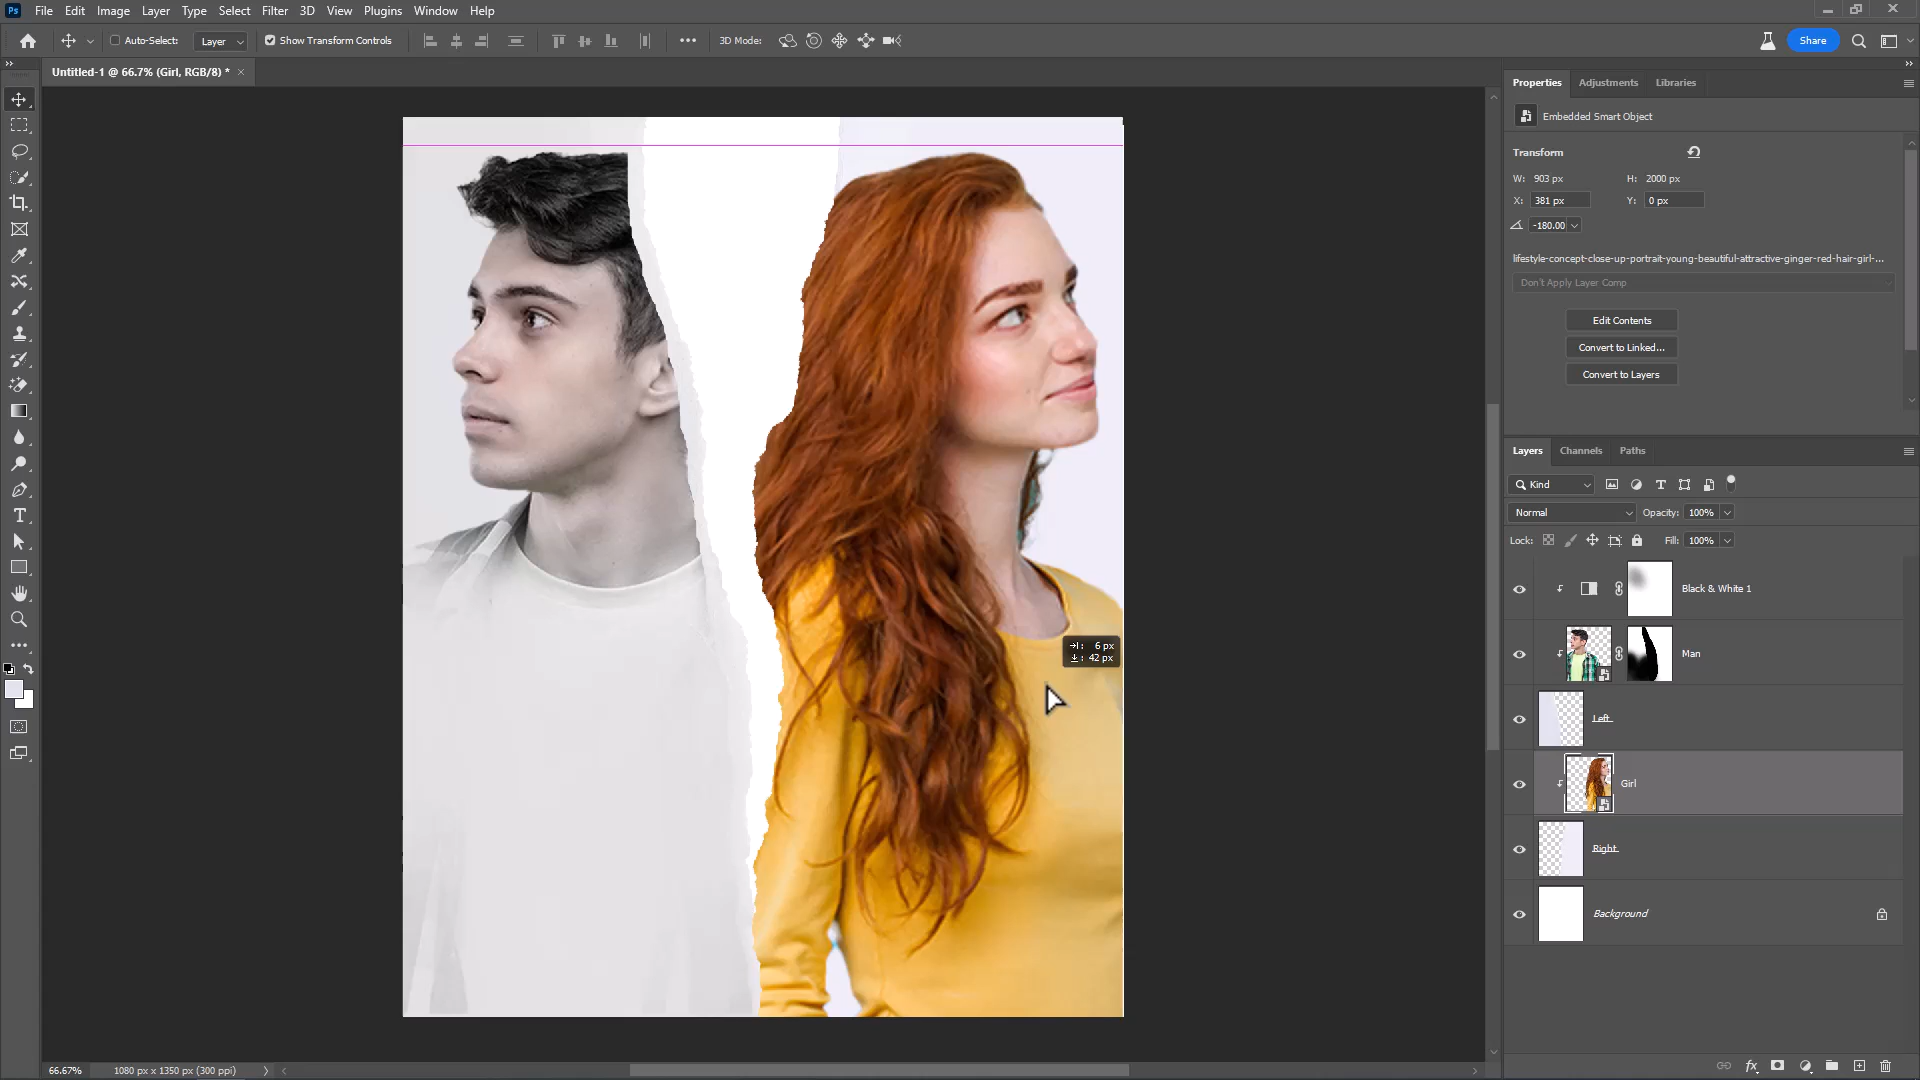 Ps File Edit Image Layer Type Select Filter 3D View Plugins Window Help
Auto-Select: Layer Show Transform Controls 3D Mode: Share
Untitled-1 @ 66.7% (Girl, RGB/8) *
Properties Adjustments Libraries
Embedded Smart Object
Transform
W: 903 px H: 2000 px
X: 381 px Y: 0 px
-180.00
lifestyle-concept-close-up-portrait-young-beautiful-attractive-ginger-red-hair-girl-...
Don't Apply Layer Comp
Edit Contents
Convert to Linked...
Convert to Layers
Layers Channels Paths
Kind
Normal Opacity: 100%
Lock: Fill: 100%
Black & White 1
Man
Left
Girl
Right
Background
6 px
42 px
66.67% 1080 px x 1350 px (300 ppi)